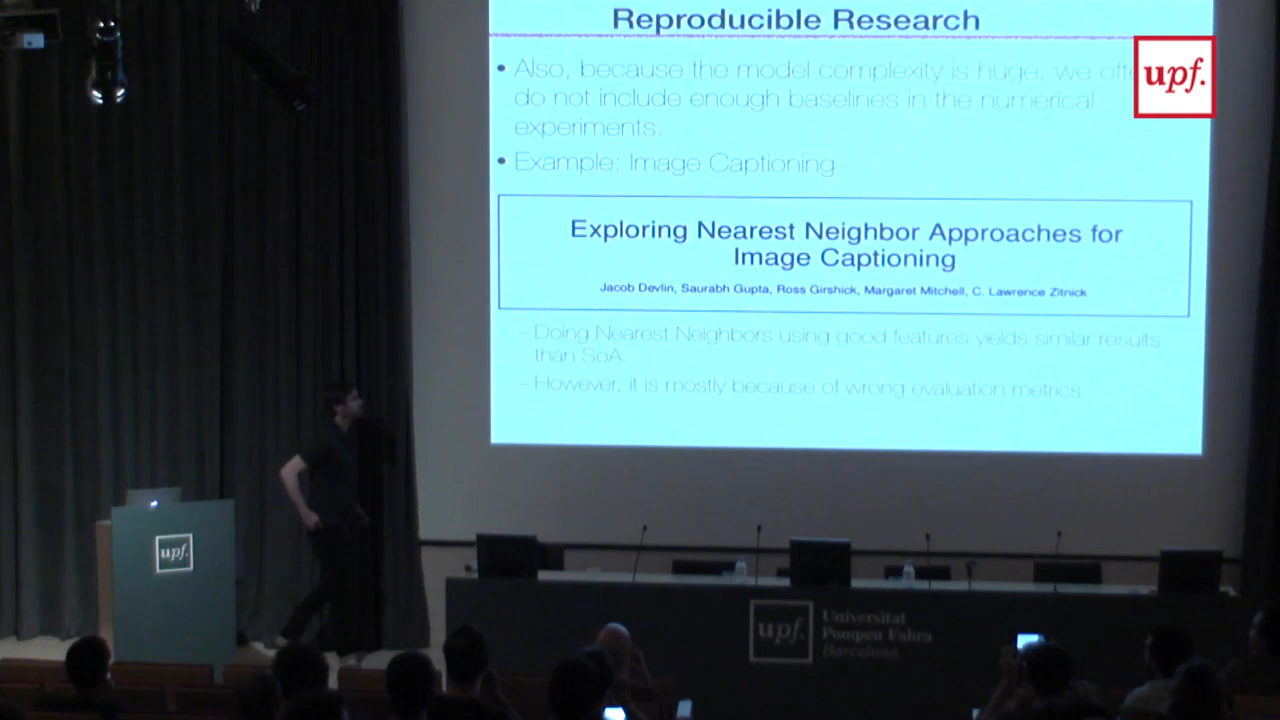 Reproducible Research
• Also, because the model complexity is huge, we
do not include enough baselines in the numerical
experiments.
• Example: Image Captioning
Exploring Nearest Neighbor Approaches for
Image Captioning
Jacob Devlin, Saurabh Gupta, Ross Girshick, Margaret Mitchell, C. Lawrence Zitnick
– Doing Nearest Neighbors using good features yields similar results
than SoA.
– However, it is mostly because of wrong evaluation metrics
upf.
upf.
upf.
Universitat
Pompeu Fabra
Barcelona